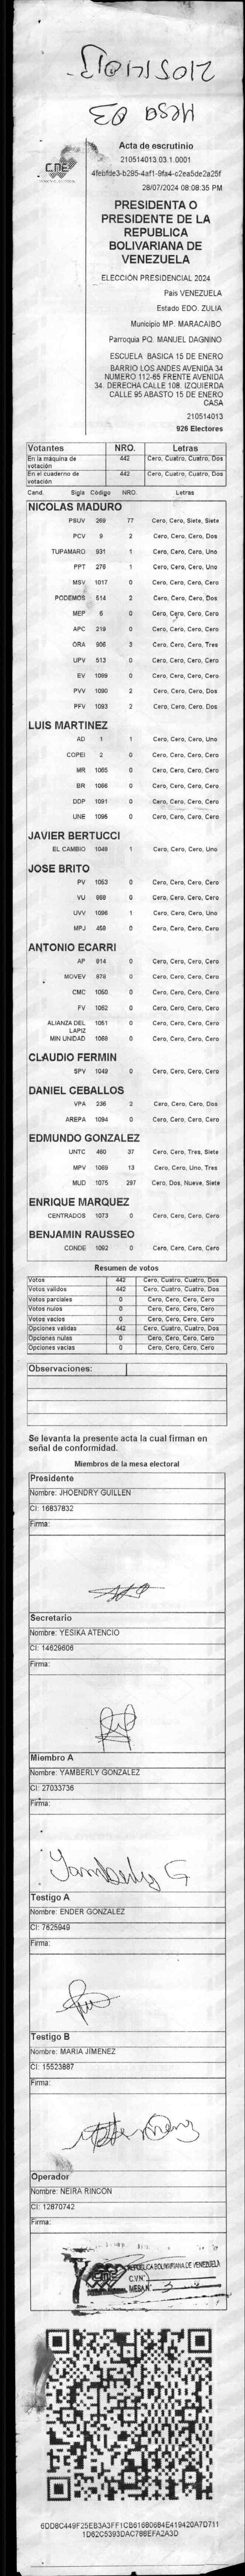 210514013
Mesa 03
CNE
Acta de escrutinio
210514013.03.1.0001
4febfde3-b295-4af1-9fa4-c2ea5de2a25f
28/07/2024 08:08:35 PM
PRESIDENTA O
PRESIDENTE DE LA
REPUBLICA
BOLIVARIANA DE
VENEZUELA
ELECCIÓN PRESIDENCIAL 2024
País VENEZUELA
Estado EDO. ZULIA
Municipio MP. MARACAIBO
Parroquia PQ. MANUEL DAGNINO
ESCUELA BASICA 15 DE ENERO
BARRIO LOS ANDES AVENIDA 34
NUMERO 112-65 FRENTE AVENIDA
34. DERECHA CALLE 108. IZQUIERDA
CALLE 95 ABASTO 15 DE ENERO
CASA
210514013
926 Electores
Votantes NRO. Letras
En la máquina de votación 442 Cero, Cuatro, Cuatro, Dos
En el cuaderno de votación 442 Cero, Cuatro, Cuatro, Dos
Cand. Sigla Código NRO. Letras
NICOLAS MADURO
PSUV 269 77 Cero, Cero, Siete, Siete
PCV 9 2 Cero, Cero, Cero, Dos
TUPAMARO 931 1 Cero, Cero, Cero, Uno
PPT 276 1 Cero, Cero, Cero, Uno
MSV 1017 0 Cero, Cero, Cero, Cero
PODEMOS 514 2 Cero, Cero, Cero, Dos
MEP 6 0 Cero, Cero, Cero, Cero
APC 219 0 Cero, Cero, Cero, Cero
ORA 906 3 Cero, Cero, Cero, Tres
UPV 513 0 Cero, Cero, Cero, Cero
EV 1089 0 Cero, Cero, Cero, Cero
PVV 1090 2 Cero, Cero, Cero, Dos
PFV 1093 2 Cero, Cero, Cero, Dos
LUIS MARTINEZ
AD 1 1 Cero, Cero, Cero, Uno
COPEI 2 0 Cero, Cero, Cero, Cero
MR 1065 0 Cero, Cero, Cero, Cero
BR 1066 0 Cero, Cero, Cero, Cero
DDP 1091 0 Cero, Cero, Cero, Cero
UNE 1095 0 Cero, Cero, Cero, Cero
JAVIER BERTUCCI
EL CAMBIO 1048 1 Cero, Cero, Cero, Uno
JOSE BRITO
PV 1053 0 Cero, Cero, Cero, Cero
VU 969 0 Cero, Cero, Cero, Cero
UVV 1096 1 Cero, Cero, Cero, Uno
MPJ 458 0 Cero, Cero, Cero, Cero
ANTONIO ECARRI
AP 914 0 Cero, Cero, Cero, Cero
MOVEV 978 0 Cero, Cero, Cero, Cero
CMC 1050 0 Cero, Cero, Cero, Cero
FV 1062 0 Cero, Cero, Cero, Cero
ALIANZA DEL LAPIZ 1051 0 Cero, Cero, Cero, Cero
MIN UNIDAD 1068 0 Cero, Cero, Cero, Cero
CLAUDIO FERMIN
SPV 1049 0 Cero, Cero, Cero, Cero
DANIEL CEBALLOS
VPA 236 2 Cero, Cero, Cero, Dos
AREPA 1094 0 Cero, Cero, Cero, Cero
EDMUNDO GONZALEZ
UNTC 460 37 Cero, Cero, Tres, Siete
MPV 1069 13 Cero, Cero, Uno, Tres
MUD 1075 297 Cero, Dos, Nueve, Siete
ENRIQUE MARQUEZ
CENTRADOS 1073 0 Cero, Cero, Cero, Cero
BENJAMIN RAUSSEO
CONDE 1092 0 Cero, Cero, Cero, Cero
Resumen de votos
Votos 442 Cero, Cuatro, Cuatro, Dos
Votos validos 442 Cero, Cuatro, Cuatro, Dos
Votos parciales 0 Cero, Cero, Cero, Cero
Votos nulos 0 Cero, Cero, Cero, Cero
Votos vacíos 0 Cero, Cero, Cero, Cero
Opciones validas 442 Cero, Cuatro, Cuatro, Dos
Opciones nulas 0 Cero, Cero, Cero, Cero
Opciones vacias 0 Cero, Cero, Cero, Cero
Observaciones:
Se levanta la presente acta la cual firman en
señal de conformidad.
Miembros de la mesa electoral
Presidente
Nombre: JHOENDRY GUILLEN
CI: 16837832
Firma:
Secretario
Nombre: YESIKA ATENCIO
CI: 14629606
Firma:
Miembro A
Nombre: YAMBERLY GONZALEZ
CI: 27033736
Firma:
Yamberly G
Testigo A
Nombre: ENDER GONZALEZ
CI: 7625949
Firma:
Testigo B
Nombre: MARIA JIMENEZ
CI: 15523887
Firma:
Operador
Nombre: NEIRA RINCON
CI: 12870742
Firma:
REPÚBLICA BOLIVARIANA DE VENEZUELA
CNE
C.V.N°
MESA N° 3
6DD8C449F25EB3A3FF1CB616B06B4E419420A7D711
1D62C5393DAC786EFA2A3D